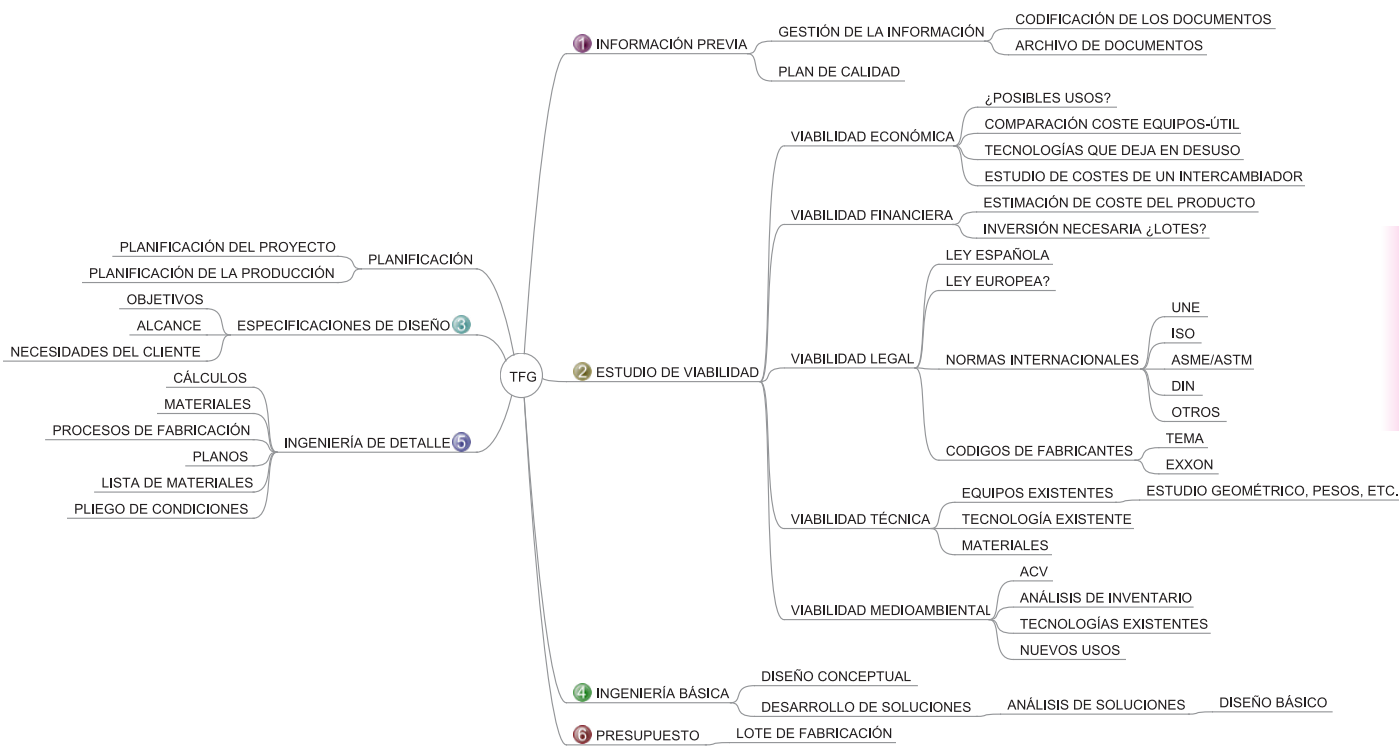 TFG
1 INFORMACIÓN PREVIA
GESTIÓN DE LA INFORMACIÓN
CODIFICACIÓN DE LOS DOCUMENTOS
ARCHIVO DE DOCUMENTOS
PLAN DE CALIDAD
2 ESTUDIO DE VIABILIDAD
VIABILIDAD ECONÓMICA
¿POSIBLES USOS?
COMPARACIÓN COSTE EQUIPOS-ÚTIL
TECNOLOGÍAS QUE DEJA EN DESUSO
ESTUDIO DE COSTES DE UN INTERCAMBIADOR
VIABILIDAD FINANCIERA
ESTIMACIÓN DE COSTE DEL PRODUCTO
INVERSIÓN NECESARIA ¿LOTES?
VIABILIDAD LEGAL
LEY ESPAÑOLA
LEY EUROPEA?
NORMAS INTERNACIONALES
UNE
ISO
ASME/ASTM
DIN
OTROS
CODIGOS DE FABRICANTES
TEMA
EXXON
VIABILIDAD TÉCNICA
EQUIPOS EXISTENTES
ESTUDIO GEOMÉTRICO, PESOS, ETC.
TECNOLOGÍA EXISTENTE
MATERIALES
VIABILIDAD MEDIOAMBIENTAL
ACV
ANÁLISIS DE INVENTARIO
TECNOLOGÍAS EXISTENTES
NUEVOS USOS
4 INGENIERÍA BÁSICA
DISEÑO CONCEPTUAL
DESARROLLO DE SOLUCIONES
ANÁLISIS DE SOLUCIONES
DISEÑO BÁSICO
6 PRESUPUESTO
LOTE DE FABRICACIÓN
PLANIFICACIÓN
PLANIFICACIÓN DEL PROYECTO
PLANIFICACIÓN DE LA PRODUCCIÓN
ESPECIFICACIONES DE DISEÑO 3
OBJETIVOS
ALCANCE
NECESIDADES DEL CLIENTE
INGENIERÍA DE DETALLE 5
CÁLCULOS
MATERIALES
PROCESOS DE FABRICACIÓN
PLANOS
LISTA DE MATERIALES
PLIEGO DE CONDICIONES